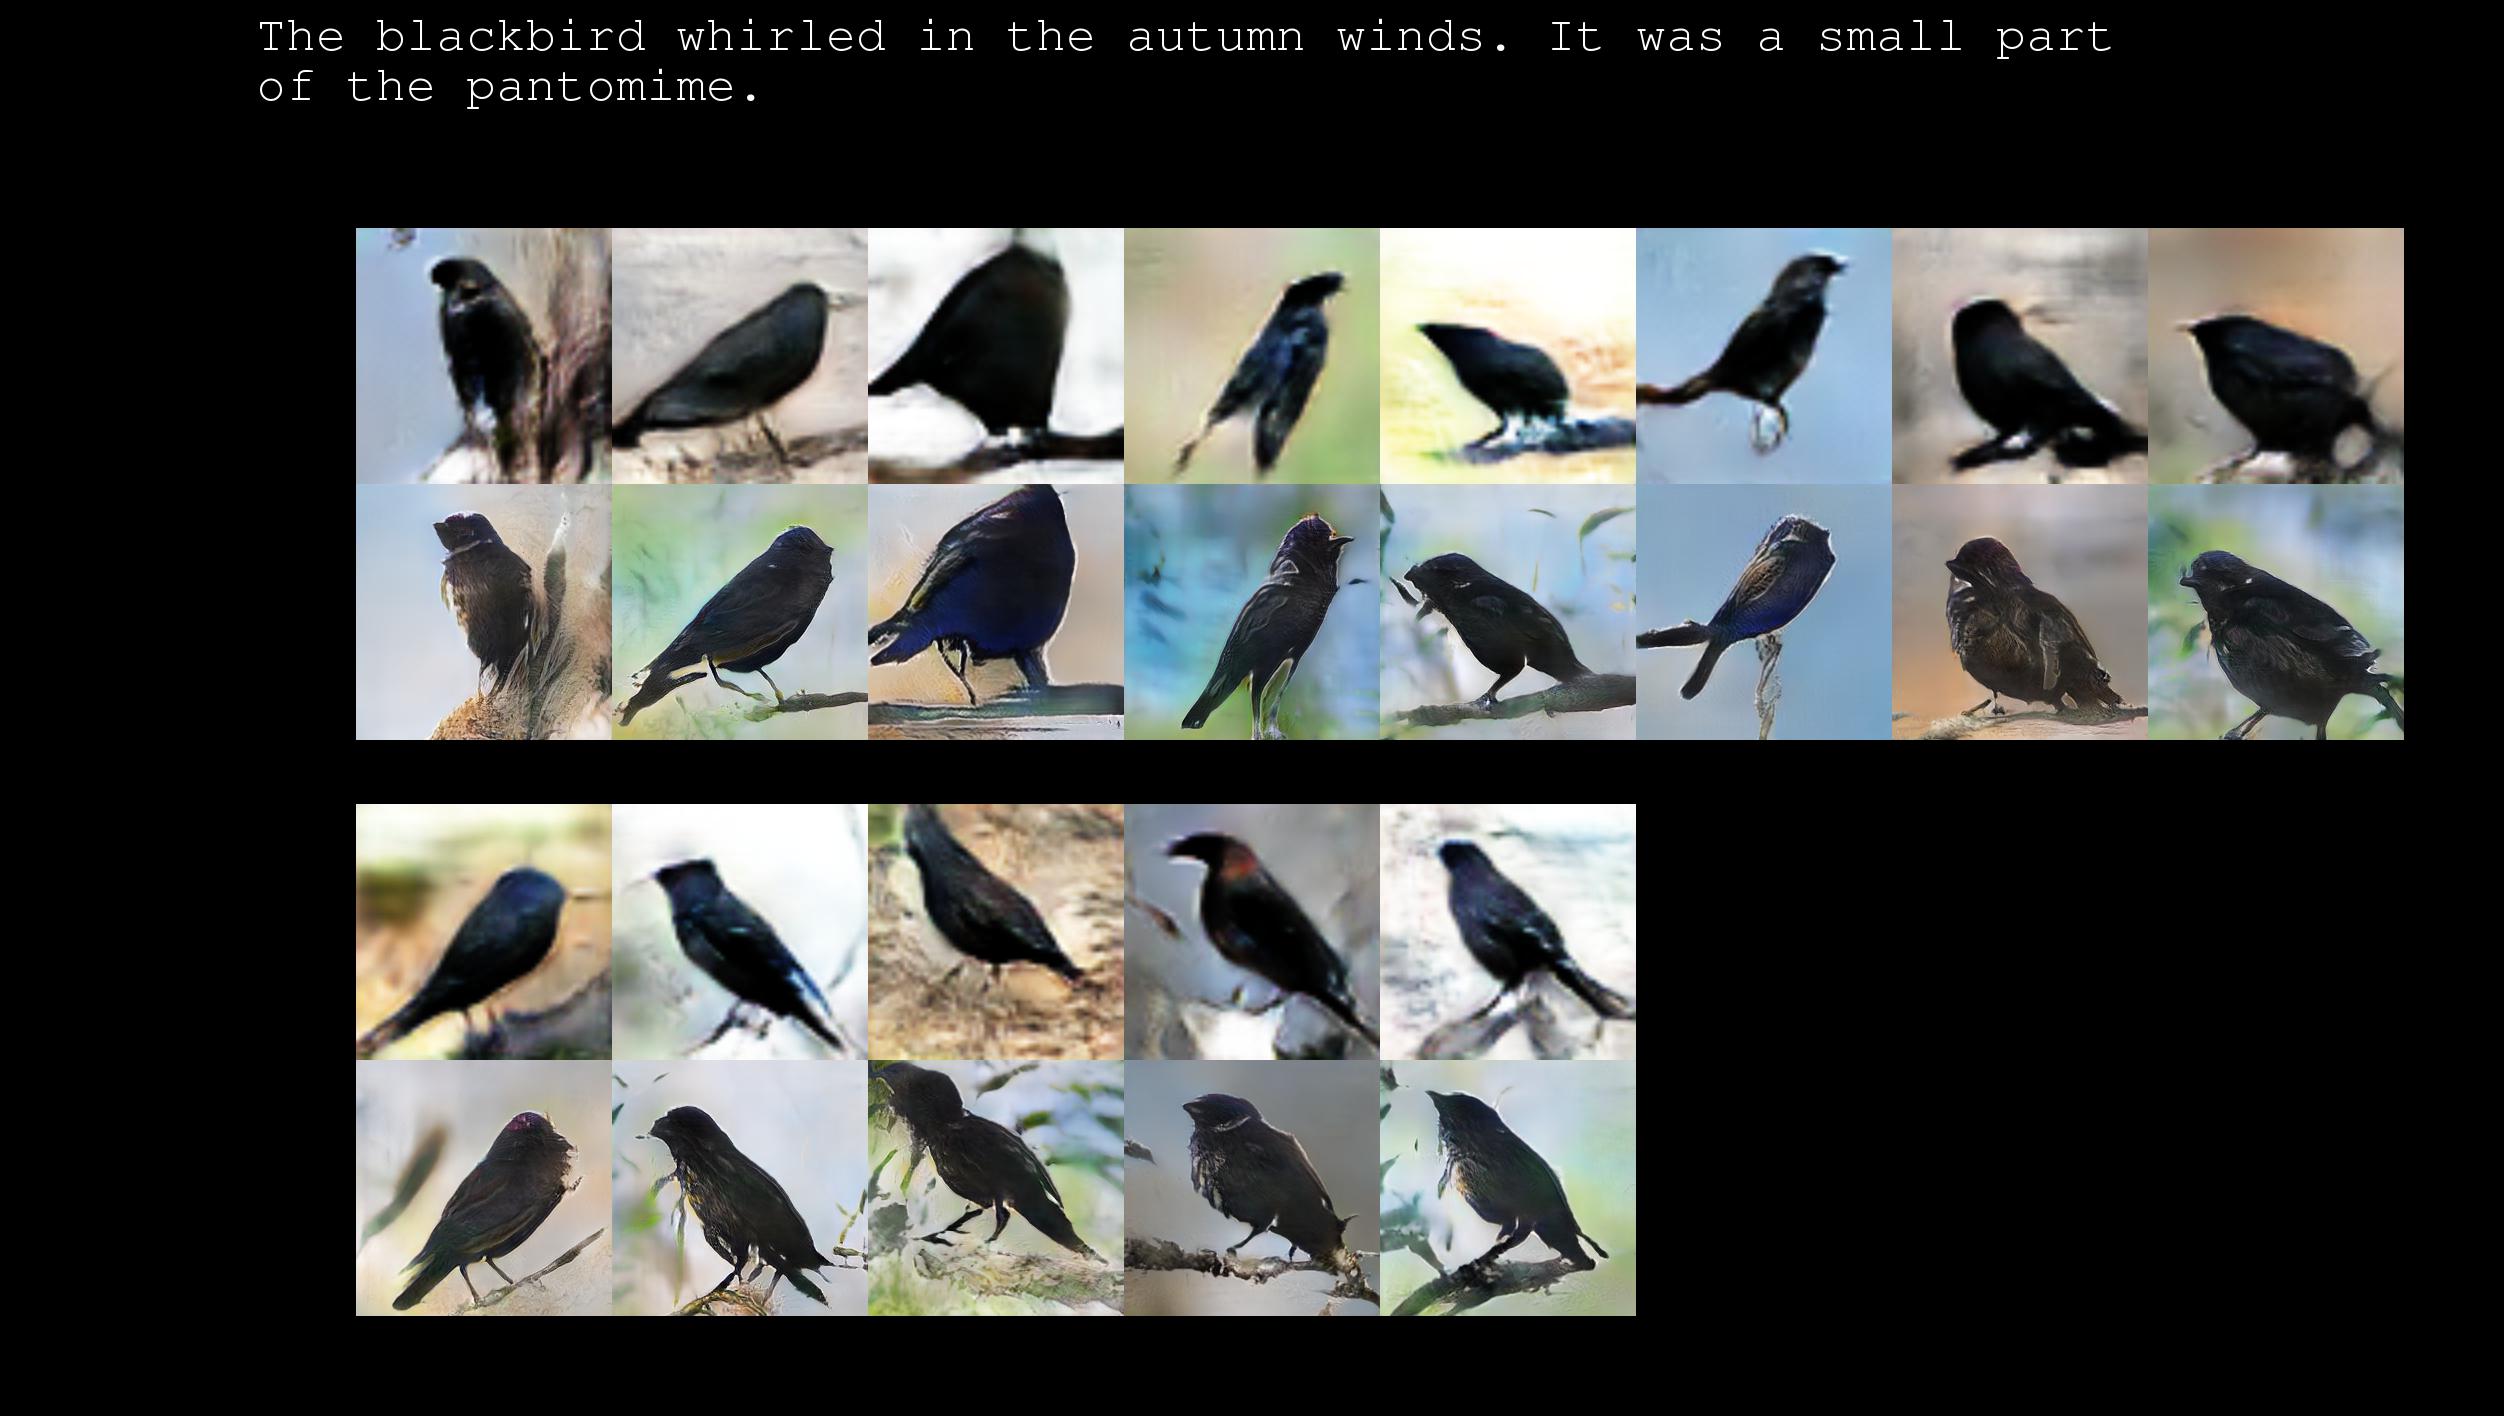 The blackbird whirled in the autumn winds. It was a small part
of the pantomime.